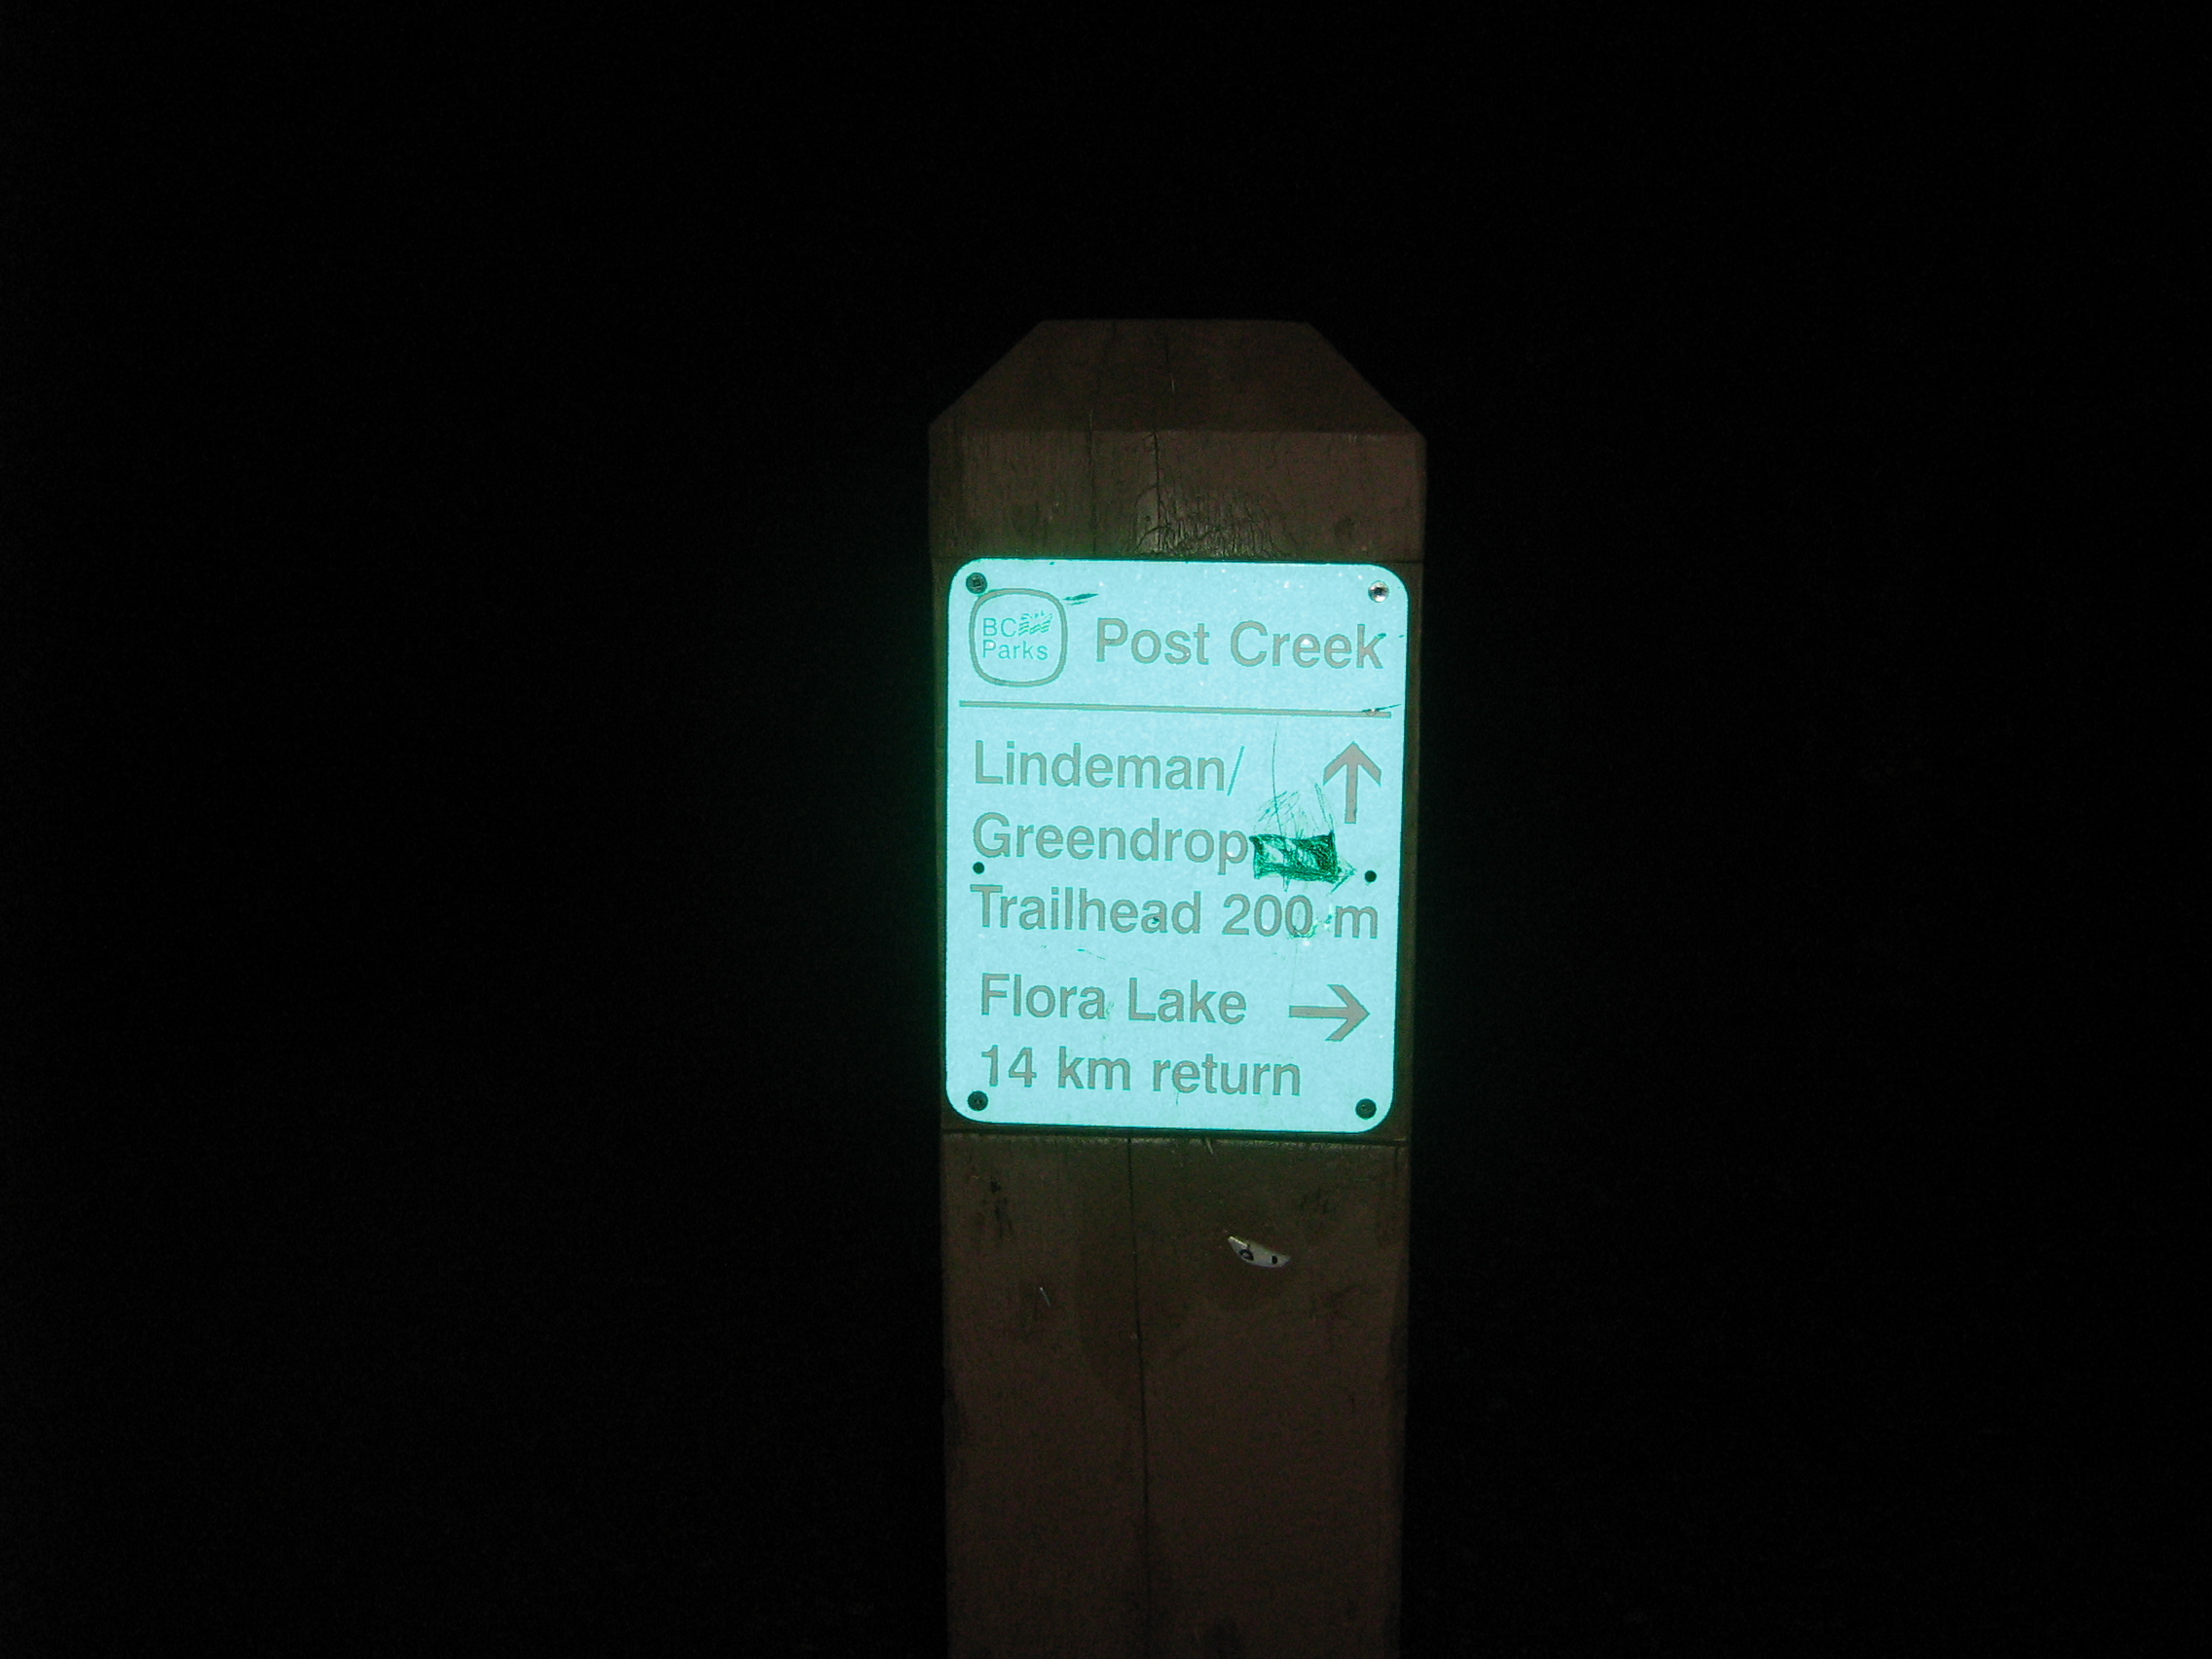 BC
Parks
Post Creek
Lindeman/
Greendrop
Trailhead 200 m
Flora Lake
14 km return